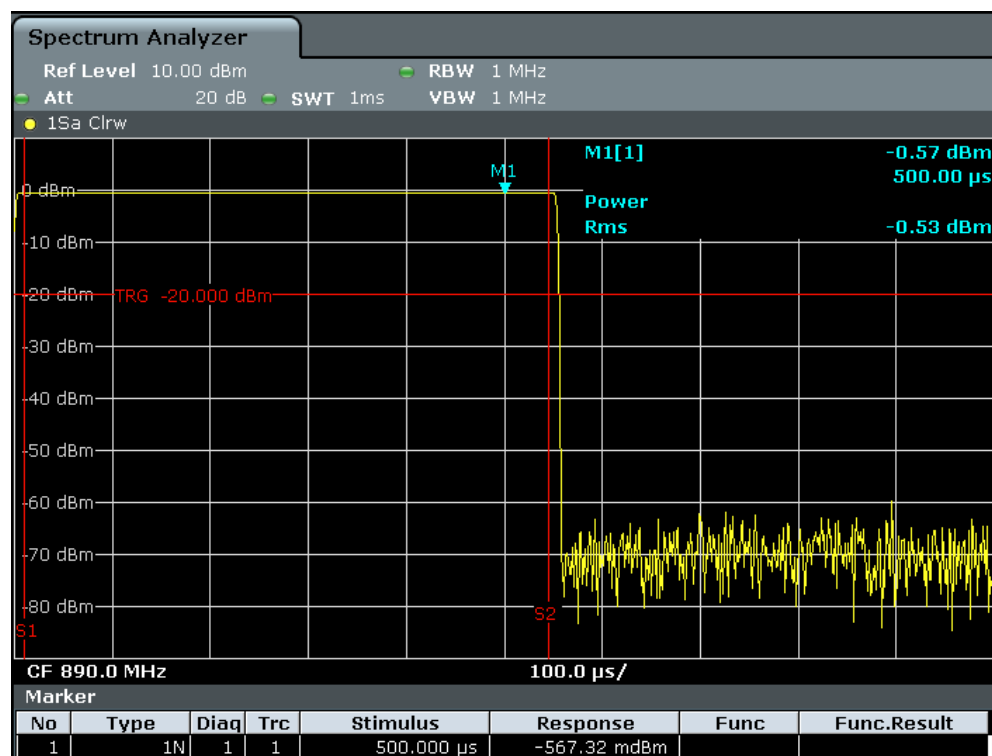 Spectrum Analyzer
Ref Level 10.00 dBm RBW 1 MHz
Att 20 dB SWT 1ms VBW 1 MHz
1Sa Clrw
M1[1] -0.57 dBm
500.00 µs
M1
Power
Rms -0.53 dBm
0 dBm
-10 dBm
-20 dBm
TRG -20.000 dBm
-30 dBm
-40 dBm
-50 dBm
-60 dBm
-70 dBm
-80 dBm
S1
S2
CF 890.0 MHz 100.0 µs/
Marker
No Type Diag Trc Stimulus Response Func Func.Result
1 1N 1 1 500.000 µs -567.32 mdBm